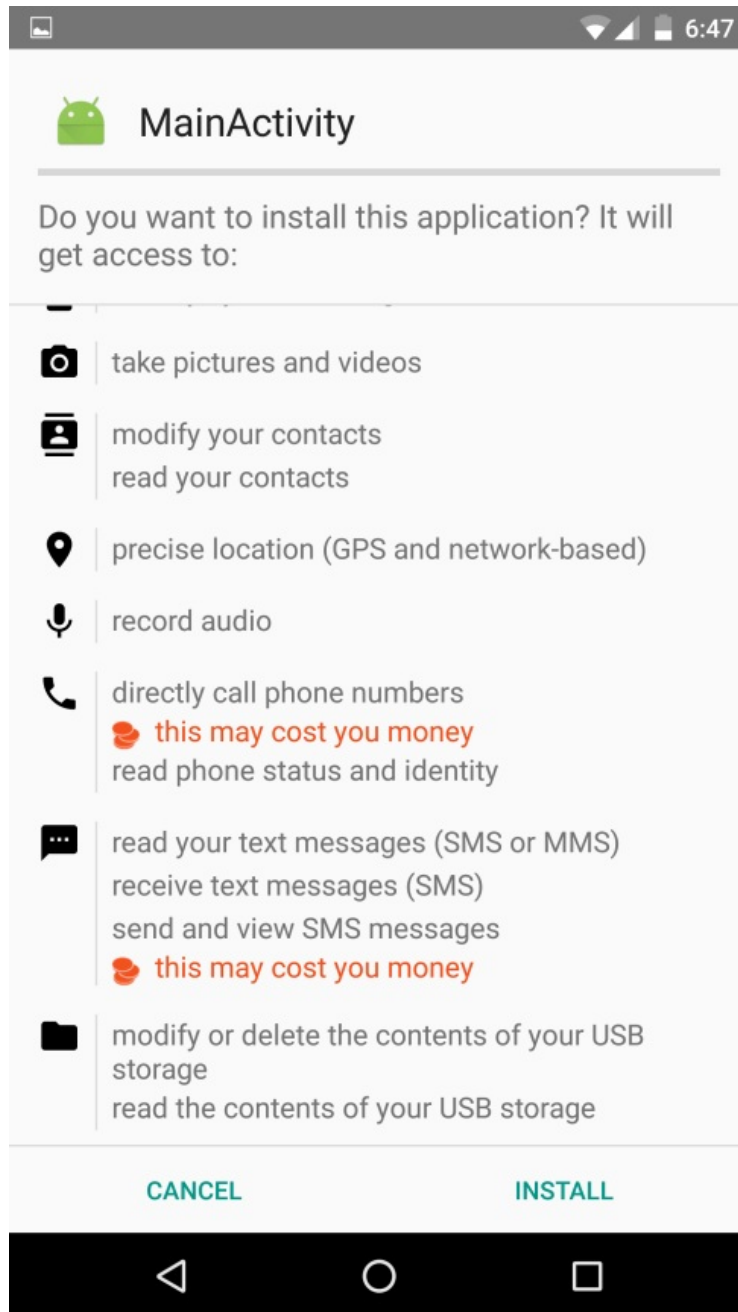 6:47
MainActivity
Do you want to install this application? It will
get access to:
take pictures and videos
modify your contacts
read your contacts
precise location (GPS and network-based)
record audio
directly call phone numbers
this may cost you money
read phone status and identity
read your text messages (SMS or MMS)
receive text messages (SMS)
send and view SMS messages
this may cost you money
modify or delete the contents of your USB
storage
read the contents of your USB storage
CANCEL INSTALL